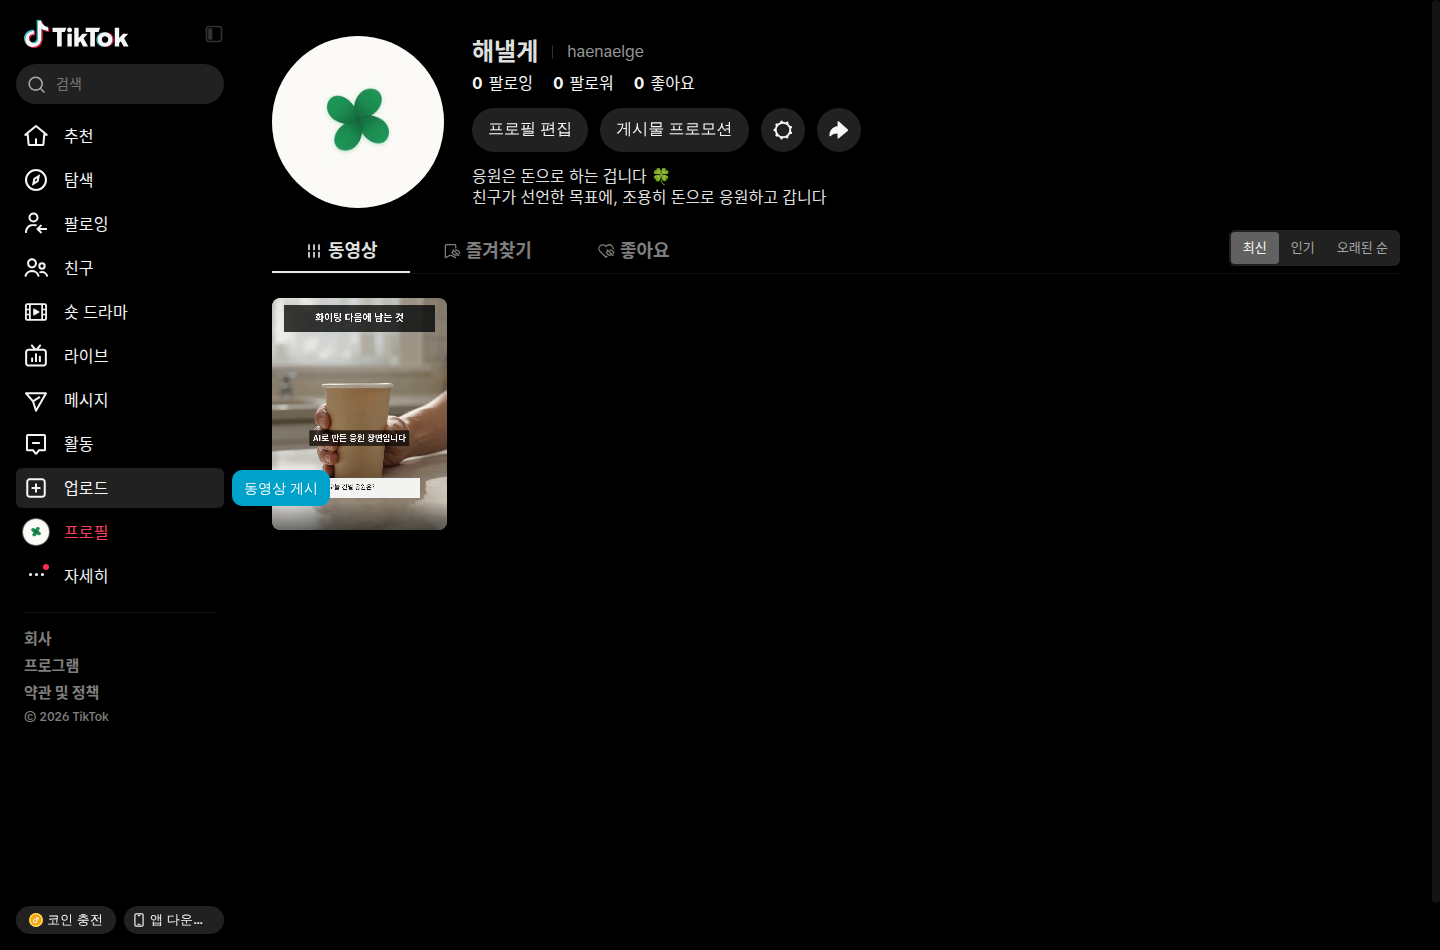 TikTok
검색
추천
탐색
팔로잉
친구
숏 드라마
라이브
메시지
활동
업로드
동영상 게시
프로필
자세히
회사
프로그램
약관 및 정책
© 2026 TikTok
코인 충전
앱 다운...
해낼게
haenaelge
0 팔로잉 0 팔로워 0 좋아요
프로필 편집
게시물 프로모션
응원은 돈으로 하는 겁니다 🍀
친구가 선언한 목표에, 조용히 돈으로 응원하고 갑니다
동영상
즐겨찾기
좋아요
최신
인기
오래된 순
화이팅 다음에 남는 것
AI로 만든 응원 장면입니다